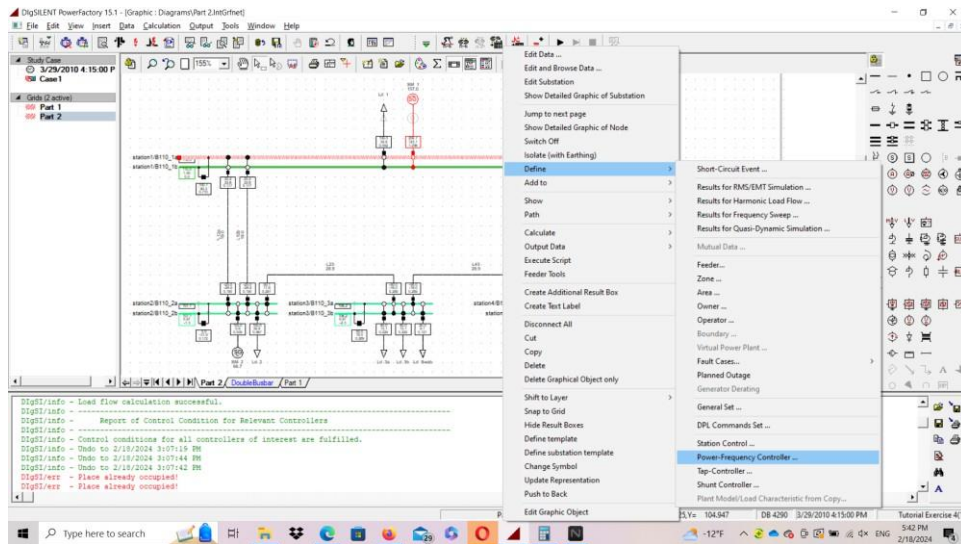 DIgSILENT PowerFactory 15.1 - [Graphic : Diagrams\Part 2.IntGrfnet]
File Edit View Insert Data Calculation Output Tools Window Help
Study Case
3/29/2010 4:15:00 P
Case1
Grids (2 active)
Part 1
Part 2
155%
station1/B110_1a
station1/B110_1b
station2/B110_2a
station2/B110_2b
station3/B110_3a
Part 2 DoubleBusbar Part 1
Edit Data ...
Edit and Browse Data ...
Edit Substation
Show Detailed Graphic of Substation
Jump to next page
Show Detailed Graphic of Node
Switch Off
Isolate (with Earthing)
Define
Add to
Show
Path
Calculate
Output Data
Execute Script
Feeder Tools
Create Additional Result Box
Create Text Label
Disconnect All
Cut
Copy
Delete
Delete Graphical Object only
Shift to Layer
Snap to Grid
Hide Result Boxes
Define template
Define substation template
Change Symbol
Update Representation
Push to Back
Edit Graphic Object
Short-Circuit Event ...
Results for RMS/EMT Simulation ...
Results for Harmonic Load Flow ...
Results for Frequency Sweep ...
Results for Quasi-Dynamic Simulation ...
Mutual Data ...
Feeder...
Zone ...
Area ...
Owner ...
Operator ...
Boundary ...
Virtual Power Plant ...
Fault Cases...
Planned Outage
Generator Derating
General Set ...
DPL Commands Set ...
Station Control ...
Power-Frequency Controller ...
Tap-Controller ...
Shunt Controller ...
Plant Model/Load Characteristic from Copy...
DIgSI/info - Load flow calculation successful.
DIgSI/info - --------------------------------
DIgSI/info - Report of Control Condition for Relevant Controllers
DIgSI/info - --------------------------------
DIgSI/info - Control conditions for all controllers of interest are fulfilled.
DIgSI/info - Undo to 2/18/2024 3:07:19 PM
DIgSI/info - Undo to 2/18/2024 3:07:44 PM
DIgSI/info - Undo to 2/18/2024 3:07:42 PM
DIgSI/err - Place already occupied!
DIgSI/err - Place already occupied!
104.947 DB 4290 3/29/2010 4:15:00 PM Tutorial Exercise 4(
Type here to search
29
-12°F
ENG
5:42 PM
2/18/2024
4